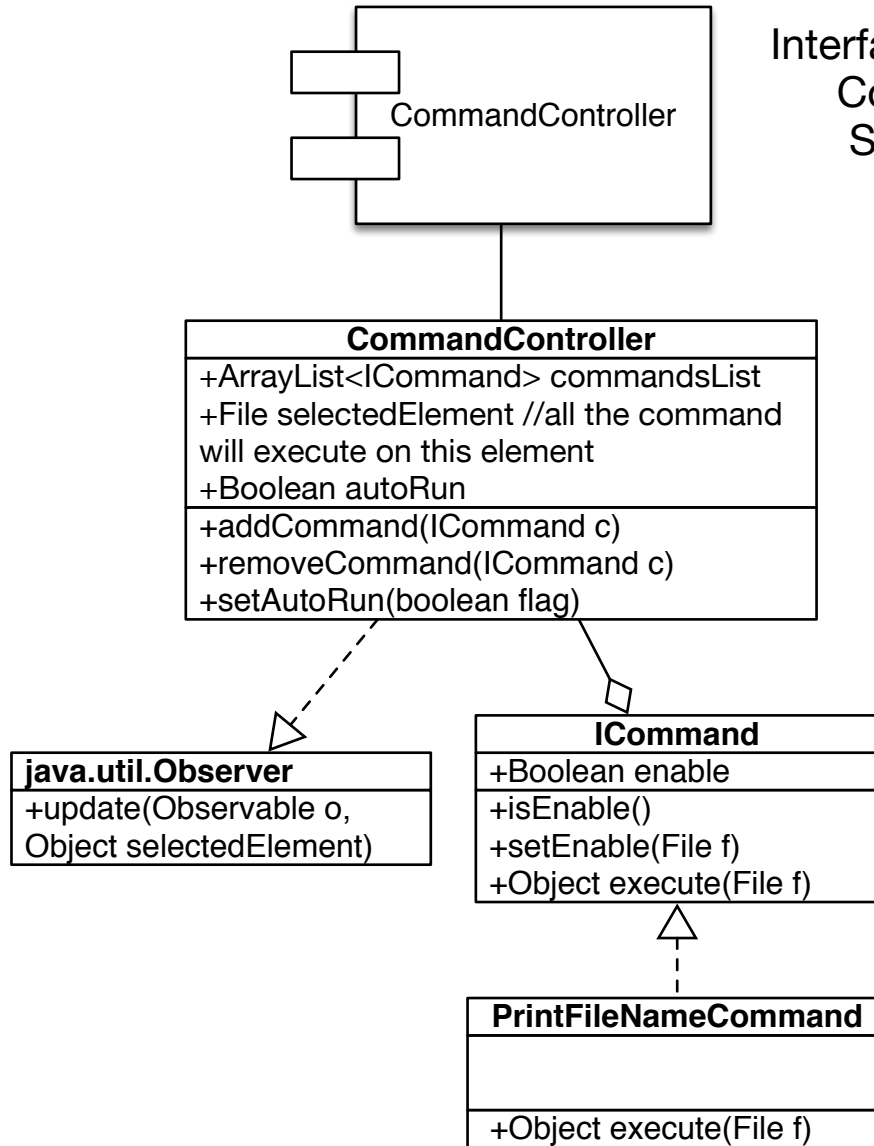 Interfa
Co
S
CommandController
CommandController
+ArrayList<ICommand> commandsList
+File selectedElement //all the command
will execute on this element
+Boolean autoRun
+addCommand(ICommand c)
+removeCommand(ICommand c)
+setAutoRun(boolean flag)
java.util.Observer
+update(Observable o,
Object selectedElement)
ICommand
+Boolean enable
+isEnable()
+setEnable(File f)
+Object execute(File f)
PrintFileNameCommand
+Object execute(File f)